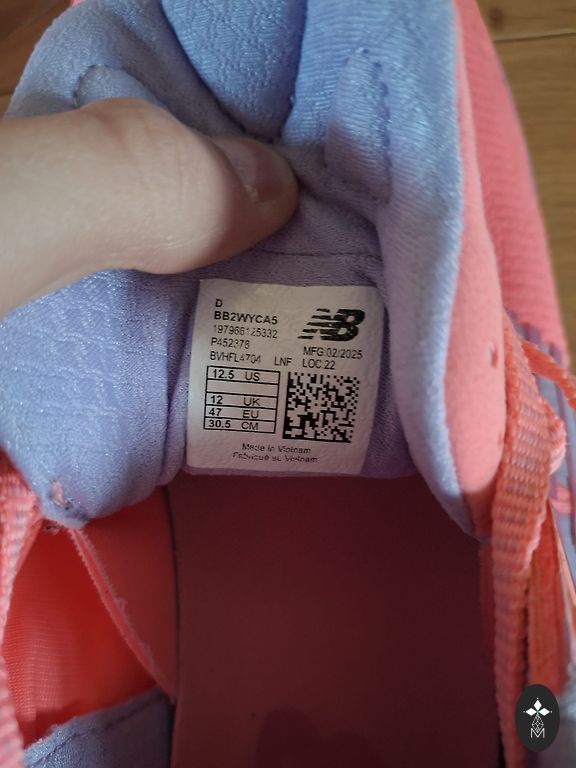 D
BB2WYCA5
197966125332
P452378
BVHFL4704 LNF
NB
MFG 02/2025
LOC 22
12.5 US
12 UK
47 EU
30.5 CM
Made in Vietnam
Fabriqué au Vietnam
M